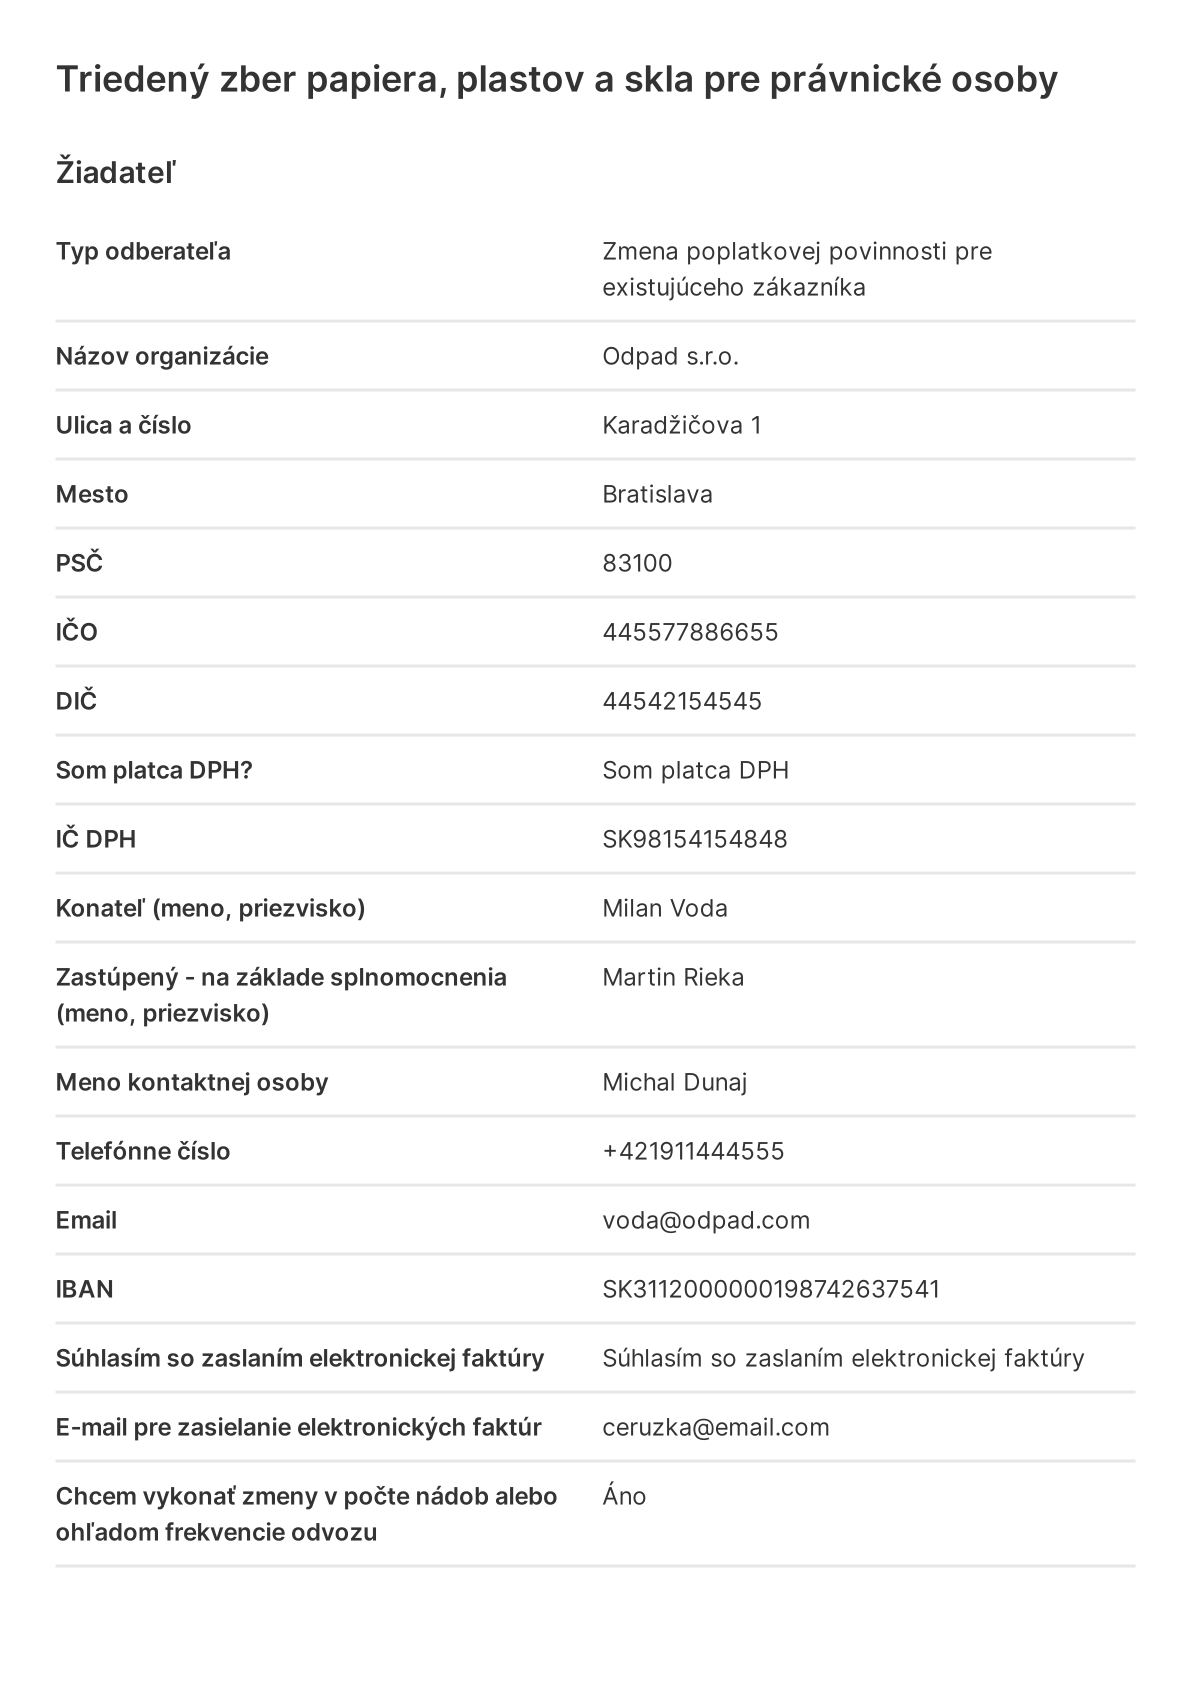 Triedený zber papiera, plastov a skla pre právnické osoby
Žiadateľ
Typ odberateľa
Zmena poplatkovej povinnosti pre
existujúceho zákazníka
Názov organizácie
Odpad s.r.o.
Ulica a číslo
Karadžičova 1
Mesto
Bratislava
PSČ
83100
IČO
445577886655
DIČ
44542154545
Som platca DPH?
Som platca DPH
IČ DPH
SK98154154848
Konateľ (meno, priezvisko)
Milan Voda
Zastúpený - na základe splnomocnenia
(meno, priezvisko)
Martin Rieka
Meno kontaktnej osoby
Michal Dunaj
Telefónne číslo
+421911444555
Email
voda@odpad.com
IBAN
SK3112000000198742637541
Súhlasím so zaslaním elektronickej faktúry
Súhlasím so zaslaním elektronickej faktúry
E-mail pre zasielanie elektronických faktúr
ceruzka@email.com
Chcem vykonať zmeny v počte nádob alebo
ohľadom frekvencie odvozu
Áno